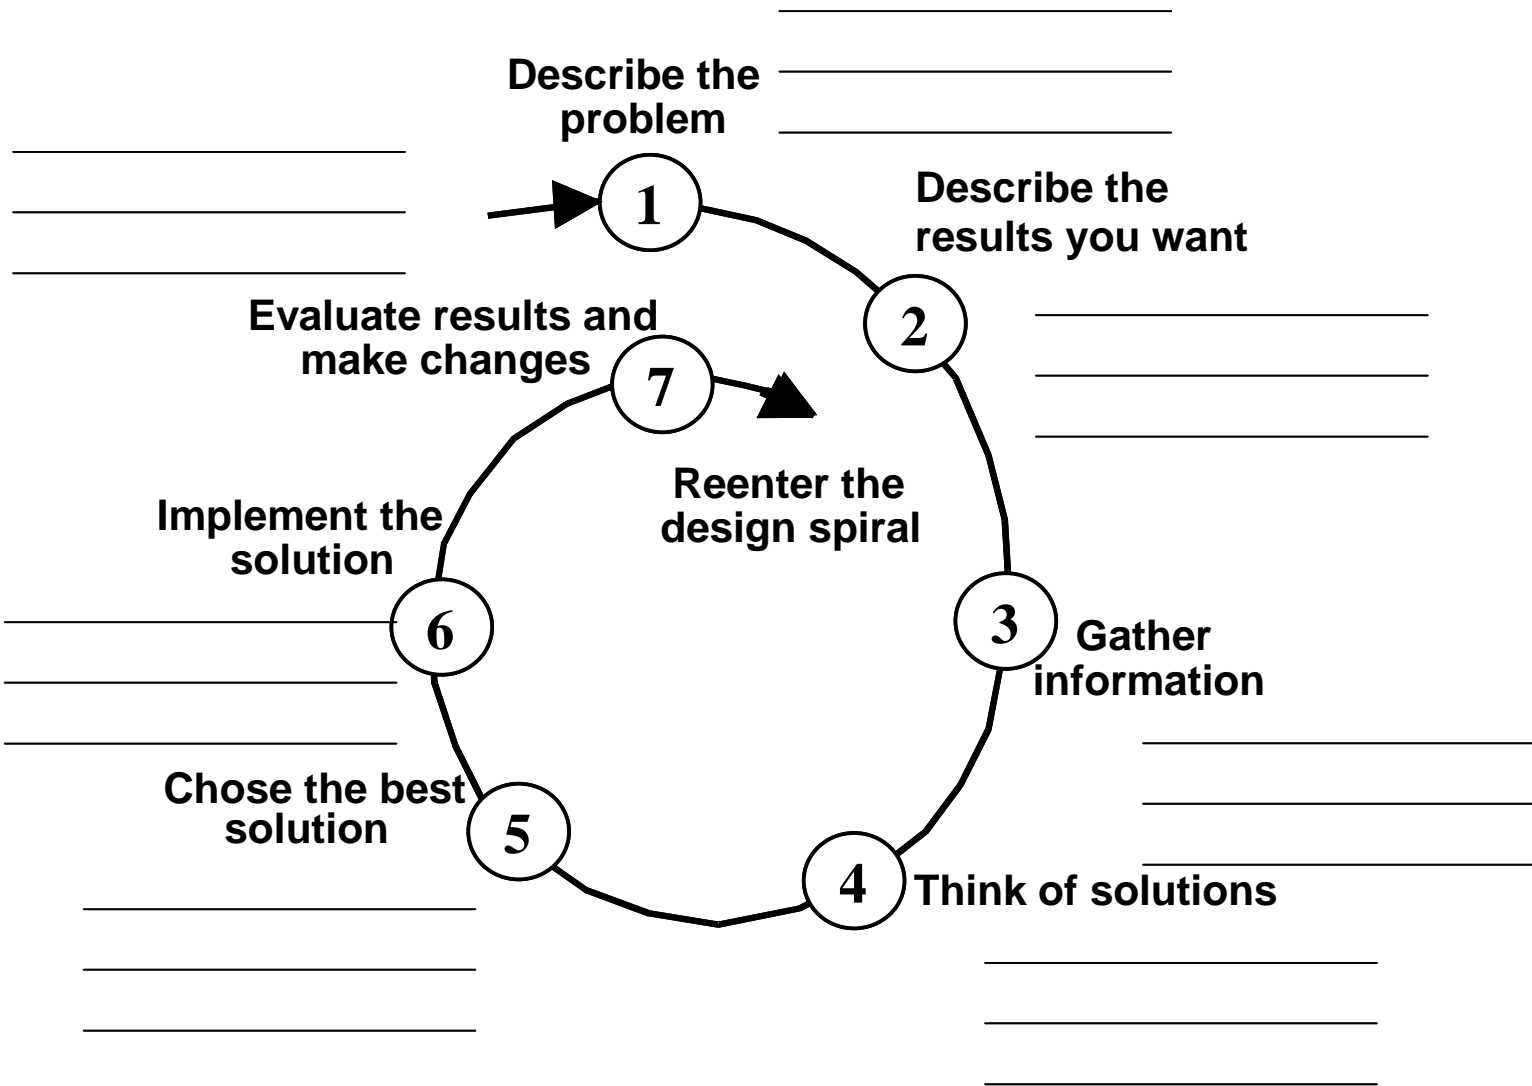 Describe the
problem
1
Describe the
results you want
2
3
Gather
information
4
Think of solutions
Chose the best
solution
5
Implement the
solution
6
Evaluate results and
make changes
7
Reenter the
design spiral